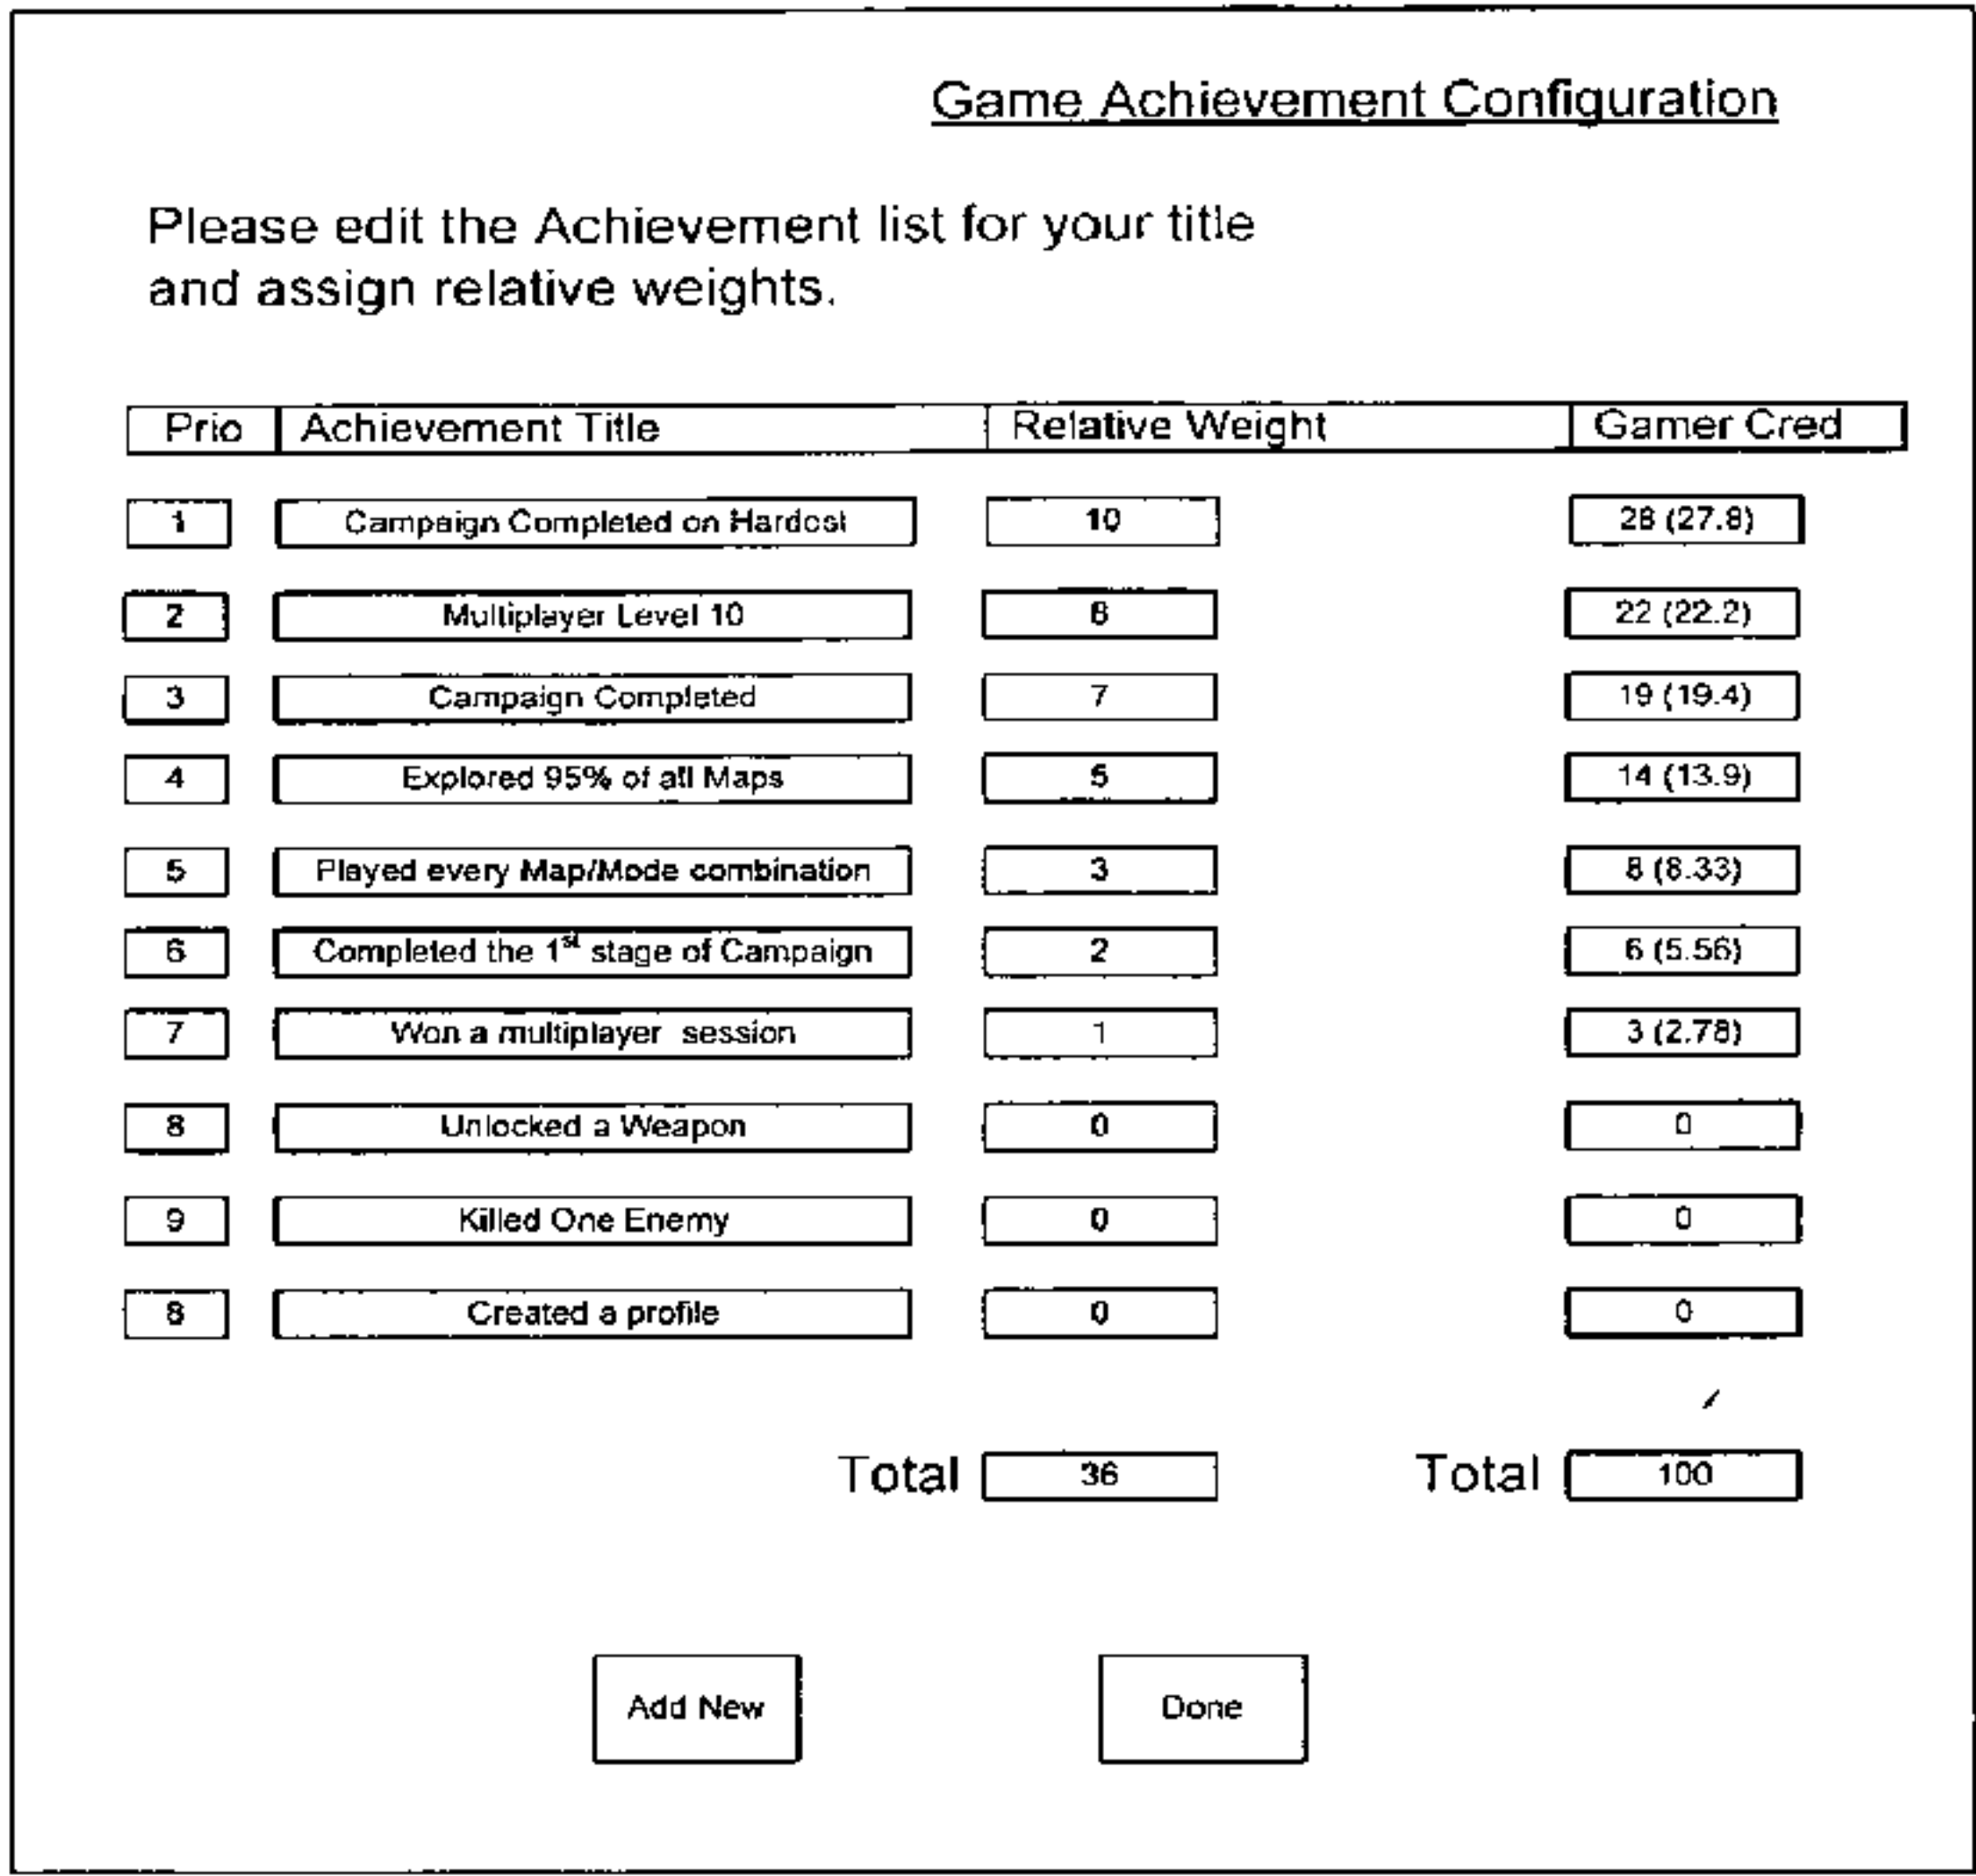 Game Achievement Configuration
Please edit the Achievement list for your title
and assign relative weights.
Prio Achievement Title Relative Weight Gamer Cred
1 Campaign Completed on Hardest 10 28 (27.8)
2 Multiplayer Level 10 8 22 (22.2)
3 Campaign Completed 7 19 (19.4)
4 Explored 95% of all Maps 5 14 (13.9)
5 Played every Map/Mode combination 3 8 (8.33)
6 Completed the 1st stage of Campaign 2 6 (5.56)
7 Won a multiplayer session 1 3 (2.78)
8 Unlocked a Weapon 0 0
9 Killed One Enemy 0 0
8 Created a profile 0 0
Total 36 Total 100
Add New Done